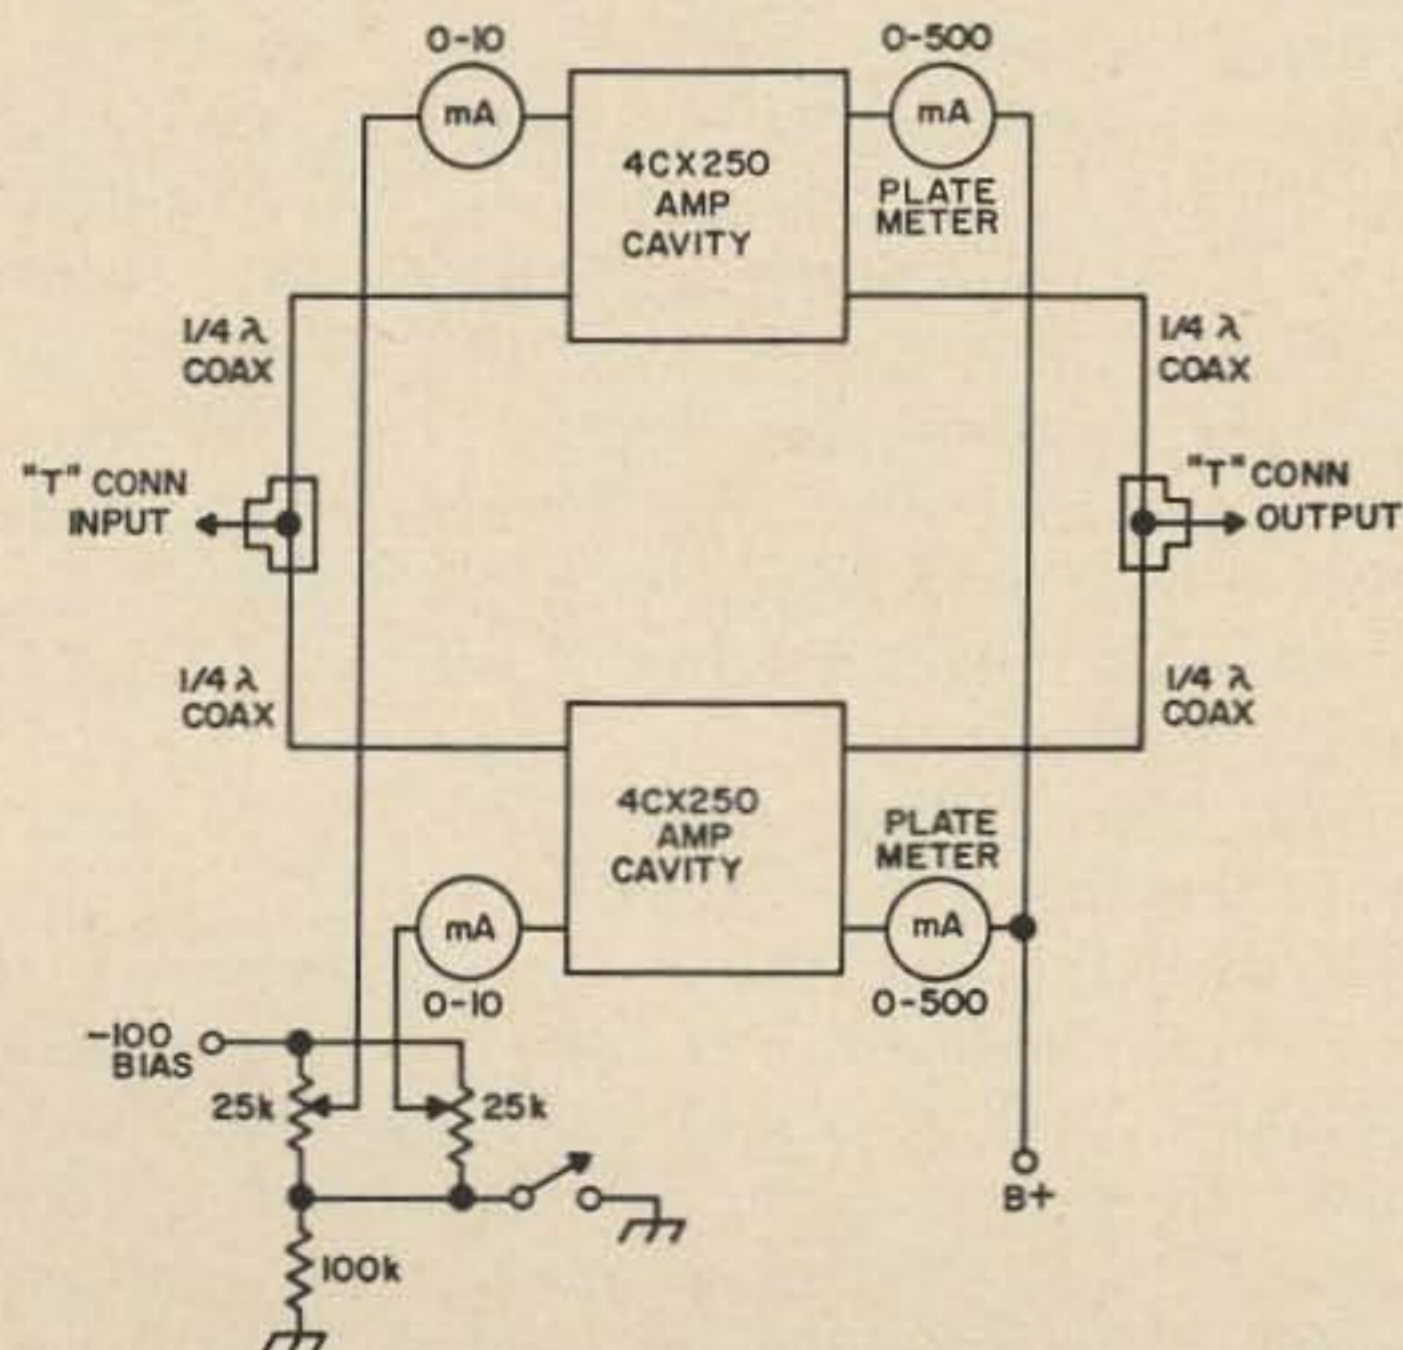 0-10
0-500
mA
mA
4CX250
AMP
CAVITY
PLATE
METER
1/4 λ
COAX
1/4 λ
COAX
"T" CONN
INPUT
"T" CONN
OUTPUT
1/4 λ
COAX
1/4 λ
COAX
4CX250
AMP
CAVITY
PLATE
METER
mA
mA
0-10
0-500
-100
BIAS
25k
25k
B+
100k